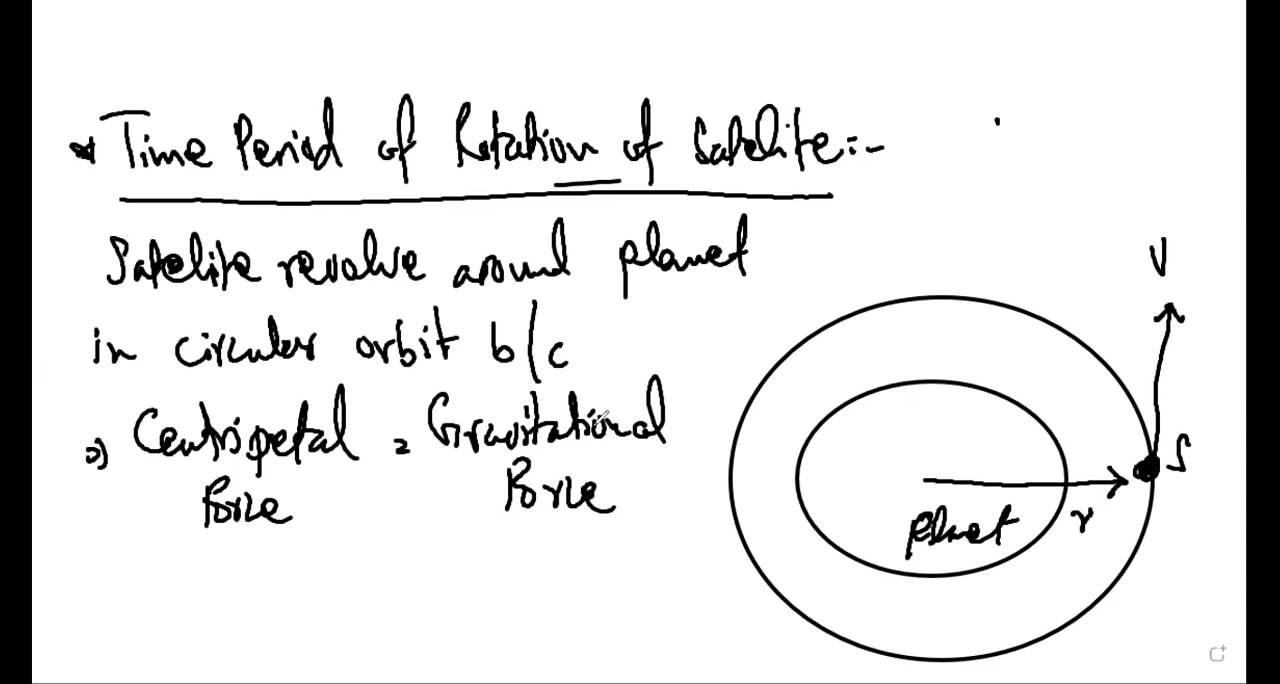 * Time Period of Rotation of Satelite:-
Satelite revolve around planet
in circular orbit b/c
⇒ Centripetal = Gravitational
Force Force
V
S
r
Planet